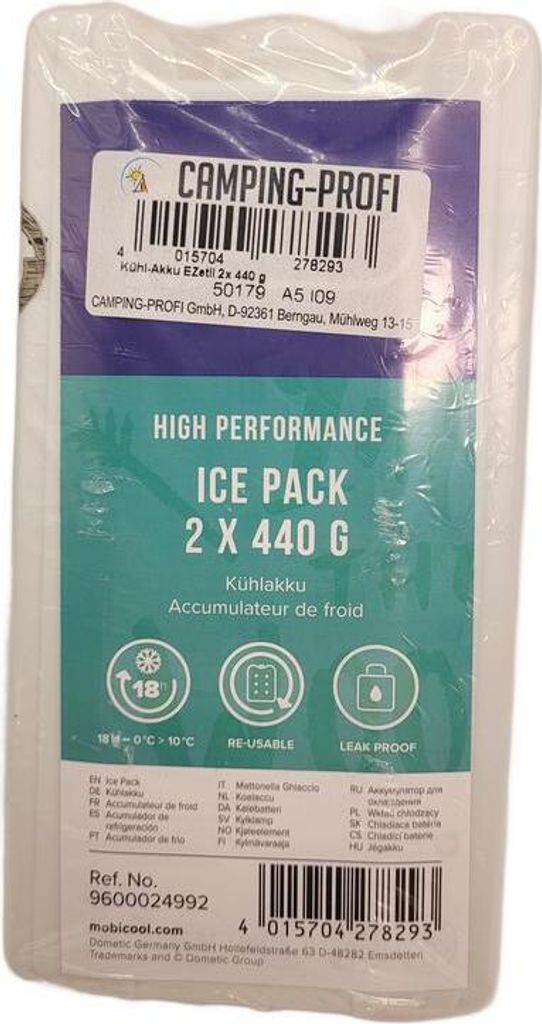 CAMPING-PROFI
4 015704 278293
Kühl-Akku EZetil 2x 440 g
50179 A5 I09
CAMPING-PROFI GmbH, D-92361 Berngau, Mühlweg 13-15
HIGH PERFORMANCE
ICE PACK
2 X 440 G
Kühlakku
Accumulateur de froid
18h
0°C > 10°C
RE-USABLE
LEAK PROOF
EN Ice Pack
DE Kühlakku
FR Accumulateur de froid
ES Acumulador de
refrigeración
PT Acumulador de frio
IT Mattonella Ghiaccio
NL Koelaccu
DA Kølebatteri
SV Kylklamp
NO Kjøleelement
FI Kylmävaraaja
RU Аккумулятор для
охлаждения
PL Wkład chłodzący
SK Chladiaca batéria
CS Chladicí baterie
HU Jégakku
Ref. No.
9600024992
mobicool.com
4 015704 278293
Dometic Germany GmbH Hollefeldstraße 63 D-48282 Emsdetten
Trademarks and © Dometic Group